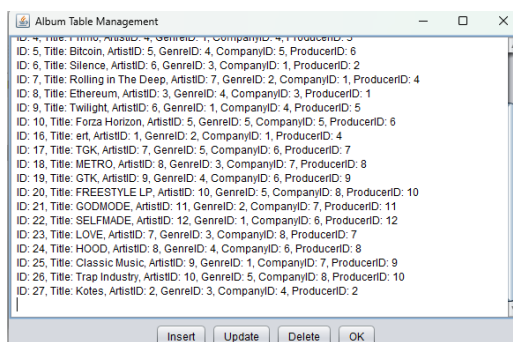 Album Table Management
ID: 4, Title: Primo, ArtistID: 4, GenreID: 1, CompanyID: 4, ProducerID: 3
ID: 5, Title: Bitcoin, ArtistID: 5, GenreID: 4, CompanyID: 5, ProducerID: 6
ID: 6, Title: Silence, ArtistID: 6, GenreID: 3, CompanyID: 1, ProducerID: 2
ID: 7, Title: Rolling in The Deep, ArtistID: 7, GenreID: 2, CompanyID: 1, ProducerID: 4
ID: 8, Title: Ethereum, ArtistID: 3, GenreID: 4, CompanyID: 3, ProducerID: 1
ID: 9, Title: Twilight, ArtistID: 6, GenreID: 1, CompanyID: 4, ProducerID: 5
ID: 10, Title: Forza Horizon, ArtistID: 5, GenreID: 5, CompanyID: 5, ProducerID: 6
ID: 16, Title: ert, ArtistID: 1, GenreID: 2, CompanyID: 1, ProducerID: 4
ID: 17, Title: TGK, ArtistID: 7, GenreID: 5, CompanyID: 6, ProducerID: 7
ID: 18, Title: METRO, ArtistID: 8, GenreID: 3, CompanyID: 7, ProducerID: 8
ID: 19, Title: GTK, ArtistID: 9, GenreID: 4, CompanyID: 6, ProducerID: 9
ID: 20, Title: FREESTYLE LP, ArtistID: 10, GenreID: 5, CompanyID: 8, ProducerID: 10
ID: 21, Title: GODMODE, ArtistID: 11, GenreID: 2, CompanyID: 7, ProducerID: 11
ID: 22, Title: SELFMADE, ArtistID: 12, GenreID: 1, CompanyID: 6, ProducerID: 12
ID: 23, Title: LOVE, ArtistID: 7, GenreID: 3, CompanyID: 8, ProducerID: 7
ID: 24, Title: HOOD, ArtistID: 8, GenreID: 4, CompanyID: 6, ProducerID: 8
ID: 25, Title: Classic Music, ArtistID: 9, GenreID: 1, CompanyID: 7, ProducerID: 9
ID: 26, Title: Trap Industry, ArtistID: 10, GenreID: 5, CompanyID: 8, ProducerID: 10
ID: 27, Title: Kotes, ArtistID: 2, GenreID: 3, CompanyID: 4, ProducerID: 2
Insert Update Delete OK